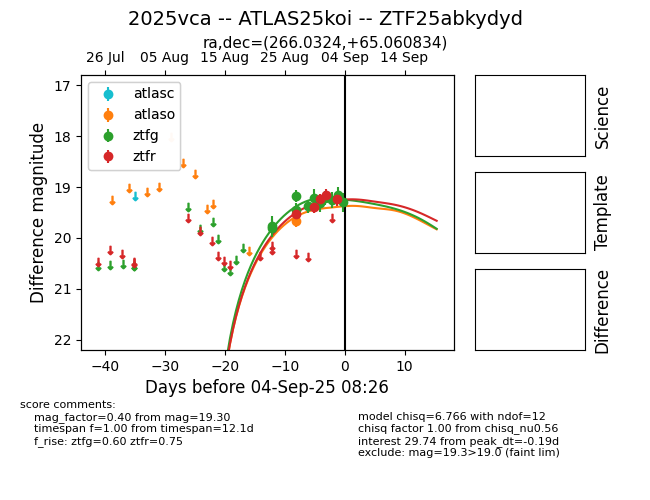 2025vca -- ATLAS25koi -- ZTF25abkydyd
ra,dec=(266.0324,+65.060834)
26 Jul 05 Aug 15 Aug 25 Aug 04 Sep 14 Sep
atlasc
atlaso
ztfg
ztfr
17
18
19
20
21
22
Difference magnitude
−40 −30 −20 −10 0 10
Days before 04-Sep-25 08:26
Science
Template
Difference
score comments:
mag_factor=0.40 from mag=19.30
timespan f=1.00 from timespan=12.1d
f_rise: ztfg=0.60 ztfr=0.75
model chisq=6.766 with ndof=12
chisq factor 1.00 from chisq_nu0.56
interest 29.74 from peak_dt=-0.19d
exclude: mag=19.3>19.0 (faint lim)